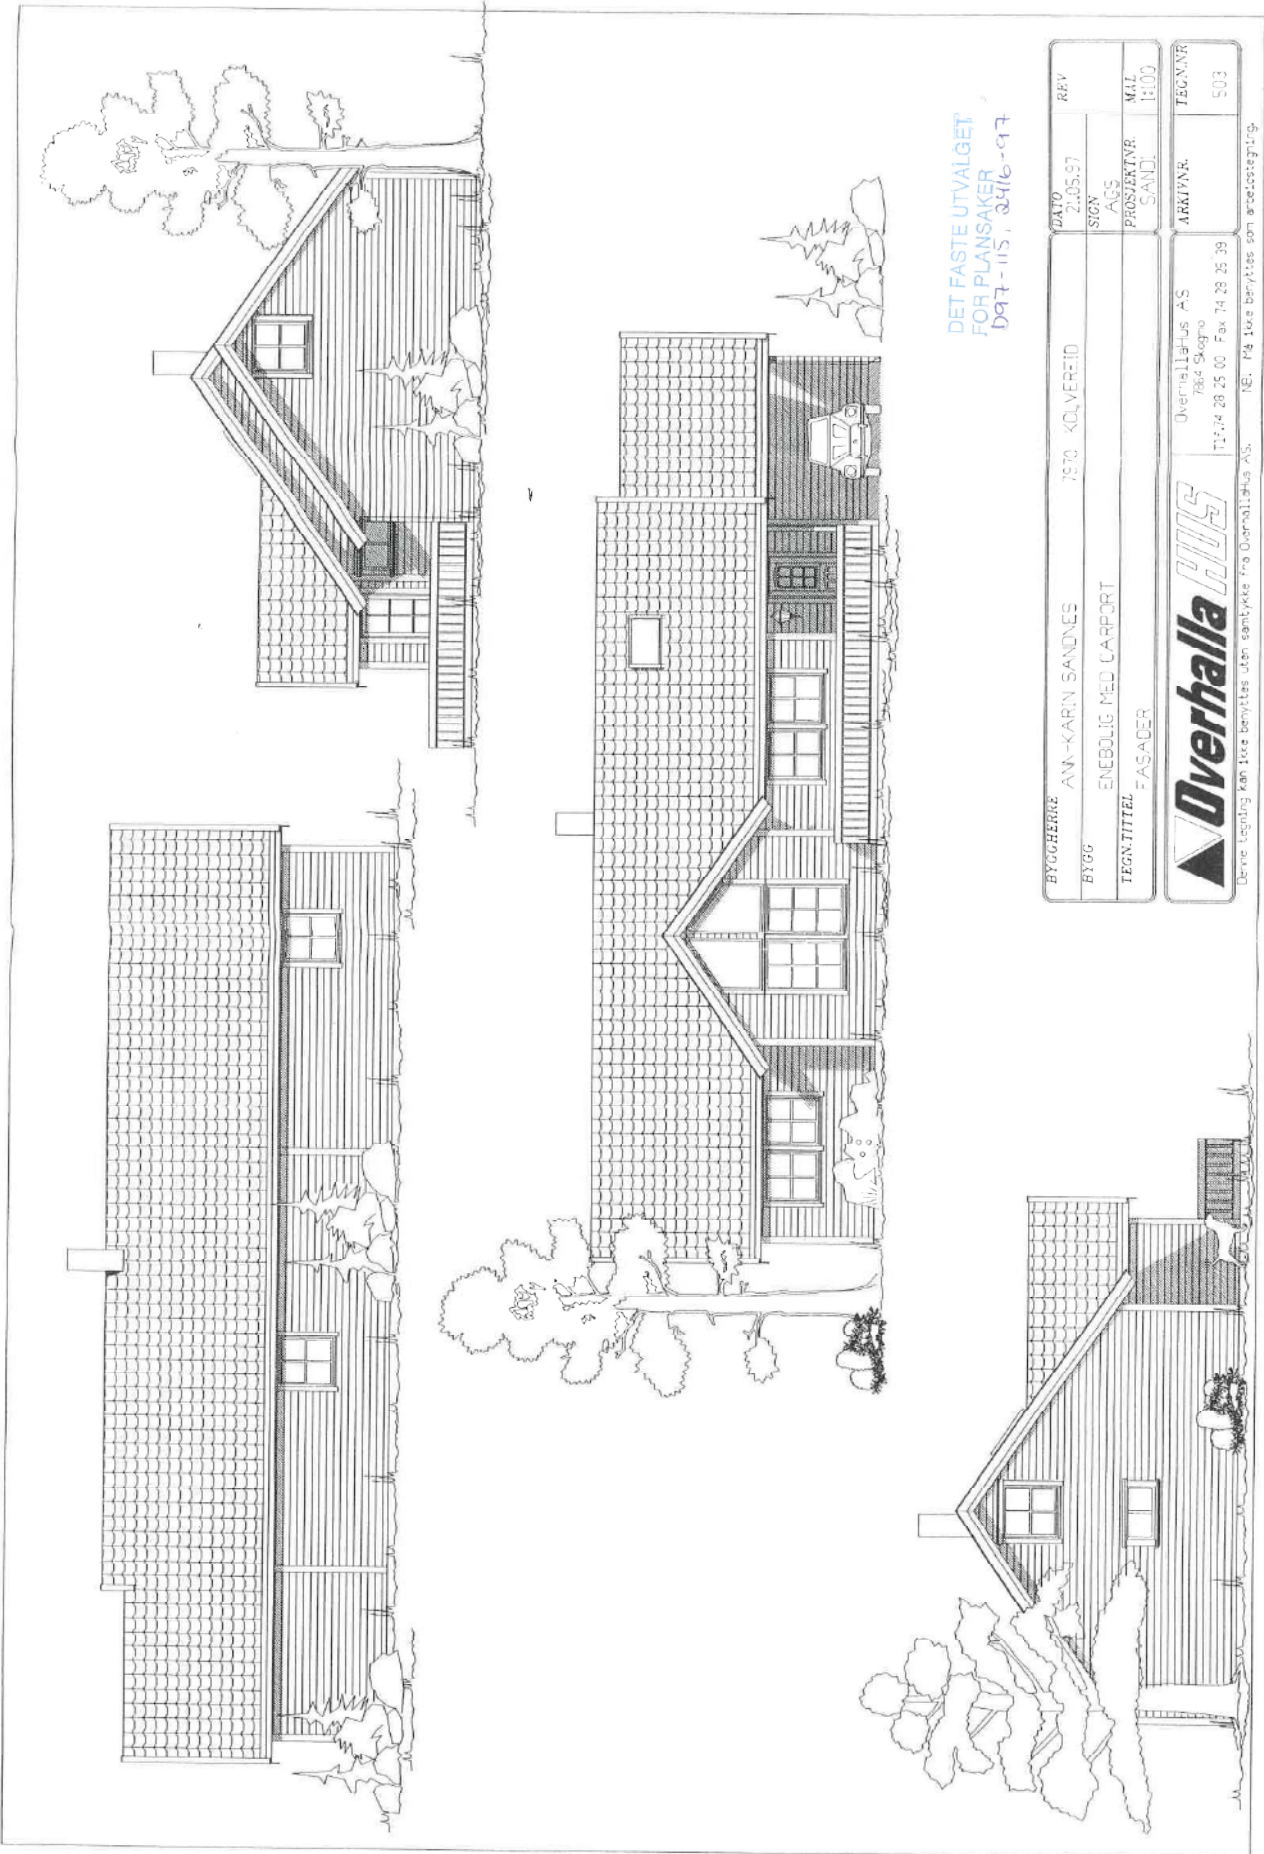 DET FASTE UTVALGET
FOR PLANSAKER
D97-115, 24/6-97
BYGGHERRE
ANN-KARIN SANDNES 7970 KOLVEREID
DATO
21.05.97
REV
BYGG
ENEBOLIG MED CARPORT
SIGN
AGS
TEGN.TITTEL
FASADER
PROSJEKTNR.
SAND1
MÅL
1:100
Overhalla HUS
OverhallaHus AS
7864 Skogmo
Tlf.74 28 25 00 Fax 74 28 25 39
ARKIVNR.
TEGN.NR
S03
Denne tegning kan ikke benyttes uten samtykke fra OverhallaHus AS. NB. Må ikke benyttes som arbeidstegning.